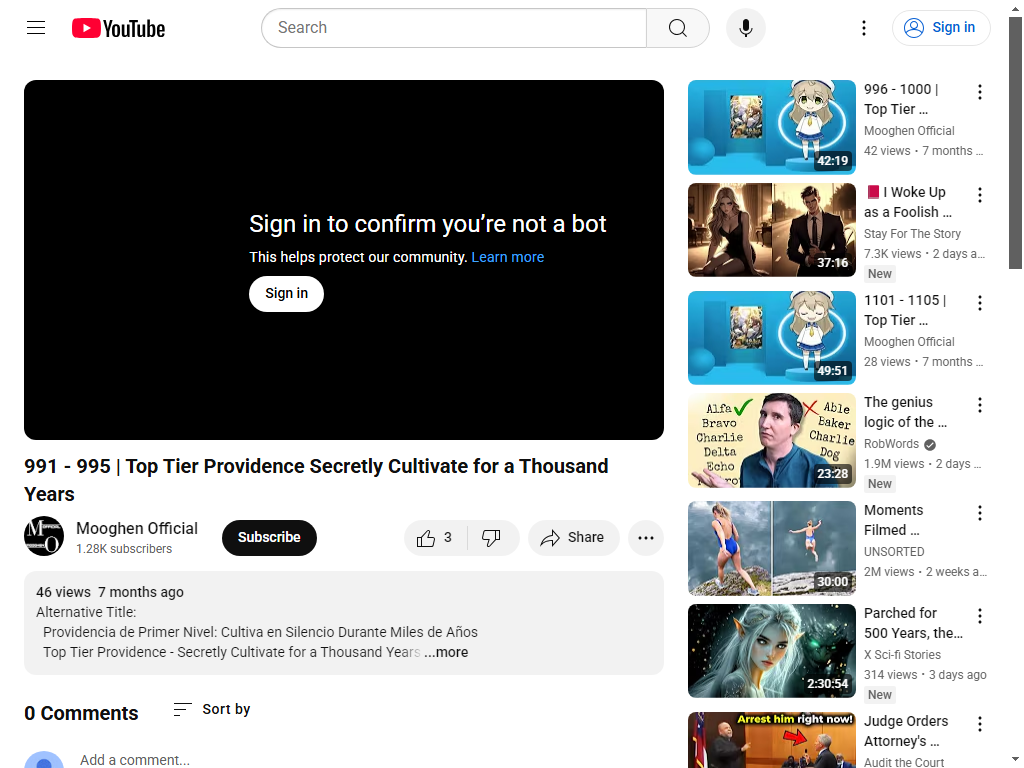 YouTube
Search
Sign in
Sign in to confirm you’re not a bot
This helps protect our community. Learn more
Sign in
991 - 995 | Top Tier Providence Secretly Cultivate for a Thousand
Years
Mooghen Official
1.28K subscribers
Subscribe
3
Share
46 views 7 months ago
Alternative Title:
Providencia de Primer Nivel: Cultiva en Silencio Durante Miles de Años
Top Tier Providence - Secretly Cultivate for a Thousand Years ...more
0 Comments
Sort by
Add a comment...
42:19
996 - 1000 |
Top Tier ...
Mooghen Official
42 views • 7 months ...
37:16
I Woke Up
as a Foolish ...
Stay For The Story
7.3K views • 2 days a...
New
49:51
1101 - 1105 |
Top Tier ...
Mooghen Official
28 views • 7 months ...
Alfa Able
Bravo Baker
Charlie Charlie
Delta Dog
Echo
23:28
The genius
logic of the ...
RobWords
1.9M views • 2 days ...
New
30:00
Moments
Filmed ...
UNSORTED
2M views • 2 weeks a...
2:30:54
Parched for
500 Years, the...
X Sci-fi Stories
314 views • 3 days ago
New
Arrest him right now!
Judge Orders
Attorney's ...
Audit the Court